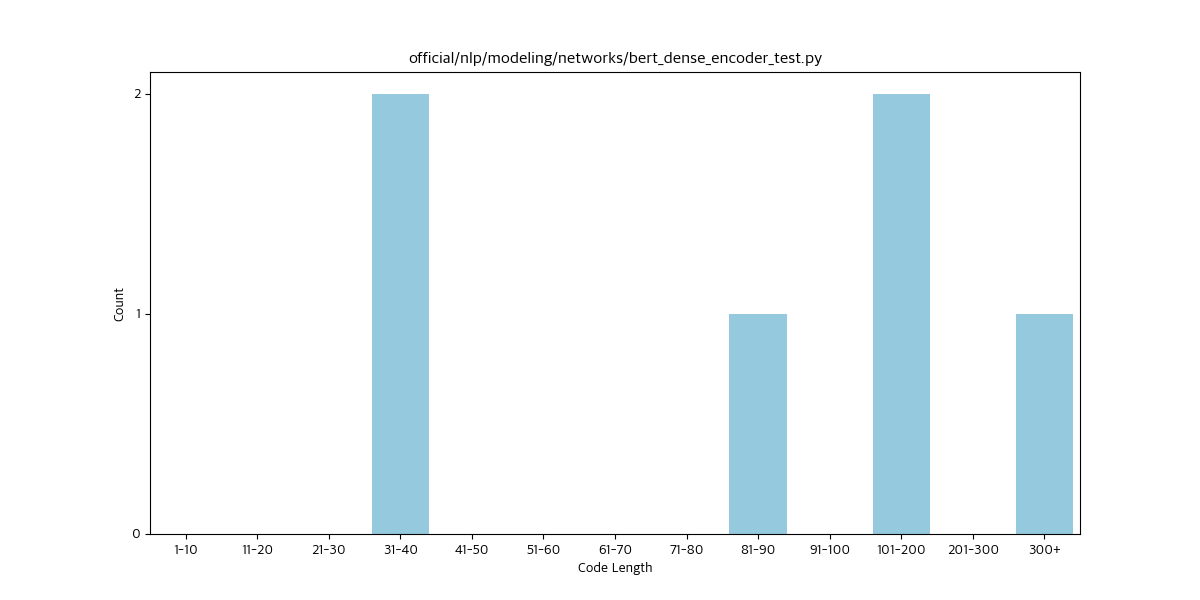 official/nlp/modeling/networks/bert_dense_encoder_test.py
Count
2
1
0
1-10 11-20 21-30 31-40 41-50 51-60 61-70 71-80 81-90 91-100 101-200 201-300 300+
Code Length